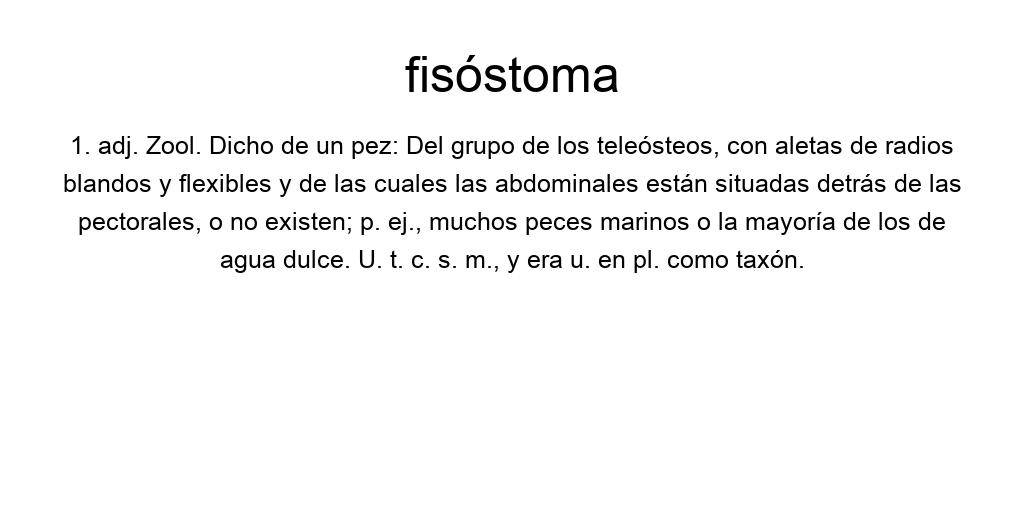 fisóstoma
1. adj. Zool. Dicho de un pez: Del grupo de los teleósteos, con aletas de radios
blandos y flexibles y de las cuales las abdominales están situadas detrás de las
pectorales, o no existen; p. ej., muchos peces marinos o la mayoría de los de
agua dulce. U. t. c. s. m., y era u. en pl. como taxón.